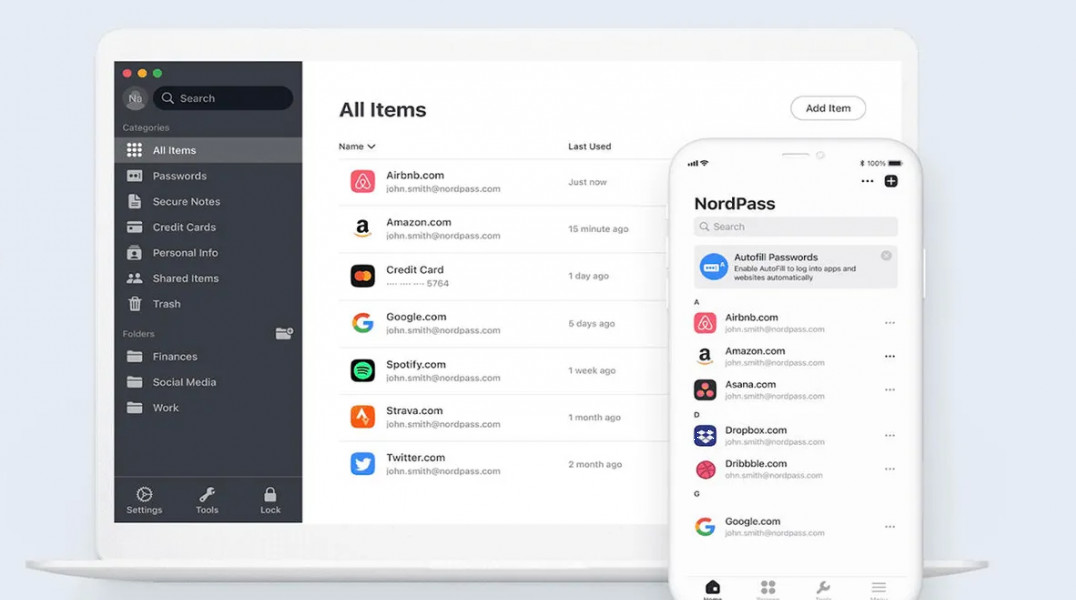 Na
Search
Categories
All Items
Passwords
Secure Notes
Credit Cards
Personal Info
Shared Items
Trash
Folders
Finances
Social Media
Work
Settings Tools Lock
All Items
Add Item
Name Last Used
Airbnb.com
john.smith@nordpass.com
Just now
Amazon.com
john.smith@nordpass.com
15 minute ago
Credit Card
···· ···· ···· 5764
1 day ago
Google.com
john.smith@nordpass.com
5 days ago
Spotify.com
john.smith@nordpass.com
1 week ago
Strava.com
john.smith@nordpass.com
1 month ago
Twitter.com
john.smith@nordpass.com
2 month ago
100%
NordPass
Search
Autofill Passwords
Enable AutoFill to log into apps and
websites automatically
A
Airbnb.com
john.smith@nordpass.com
Amazon.com
john.smith@nordpass.com
Asana.com
john.smith@nordpass.com
D
Dropbox.com
john.smith@nordpass.com
Dribbble.com
ohn.smith@nordpass.com
G
Google.com
john.smith@nordpass.com